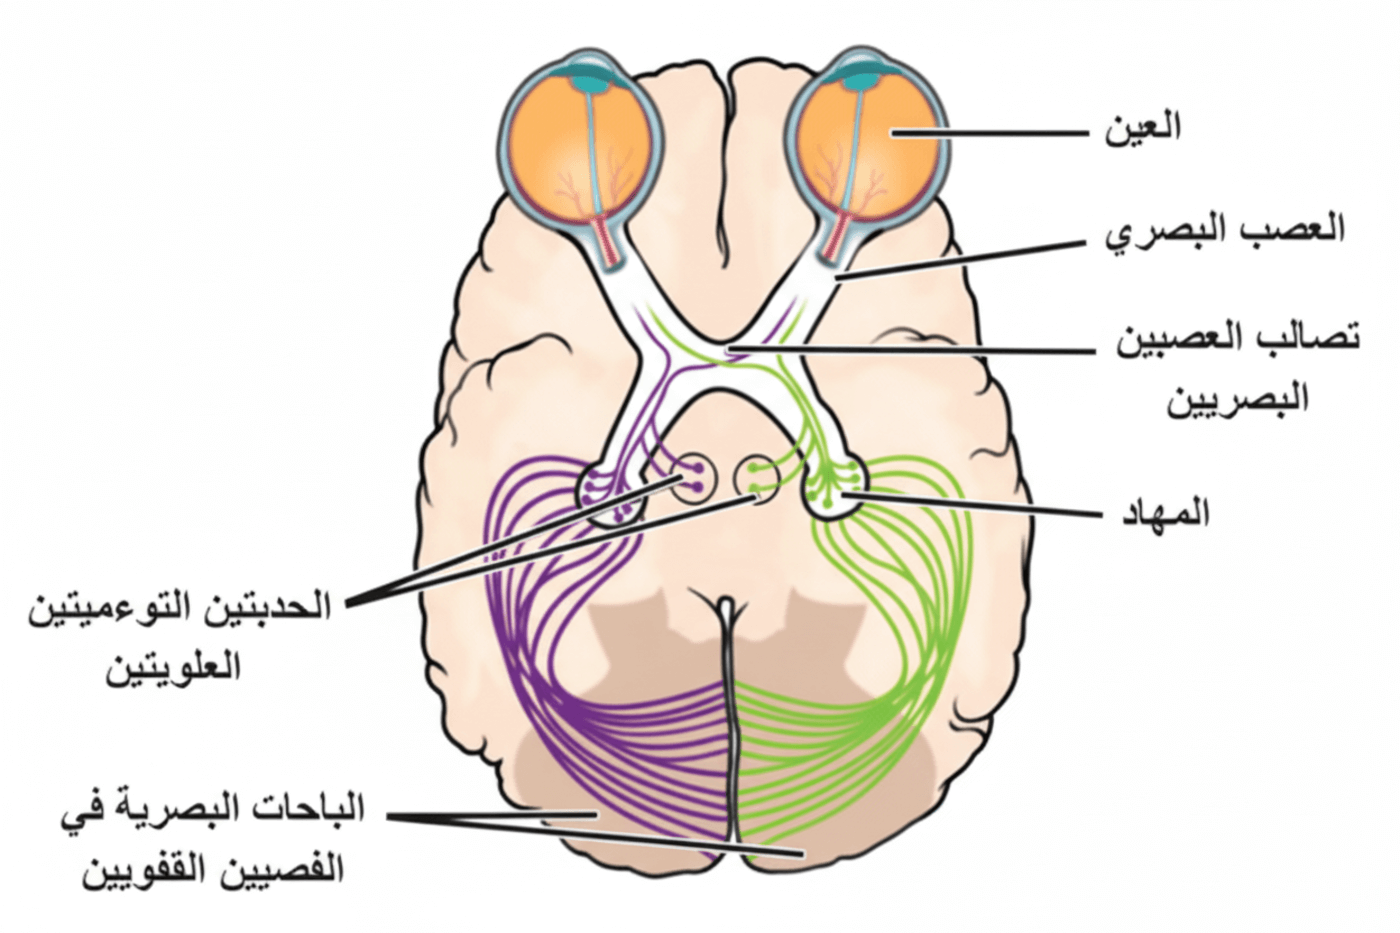 العين
العصب البصري
تصالب العصبين
البصريين
المهاد
الحدبتين التوءميتين
العلويتين
الباحات البصرية في
الفصيين القفويين